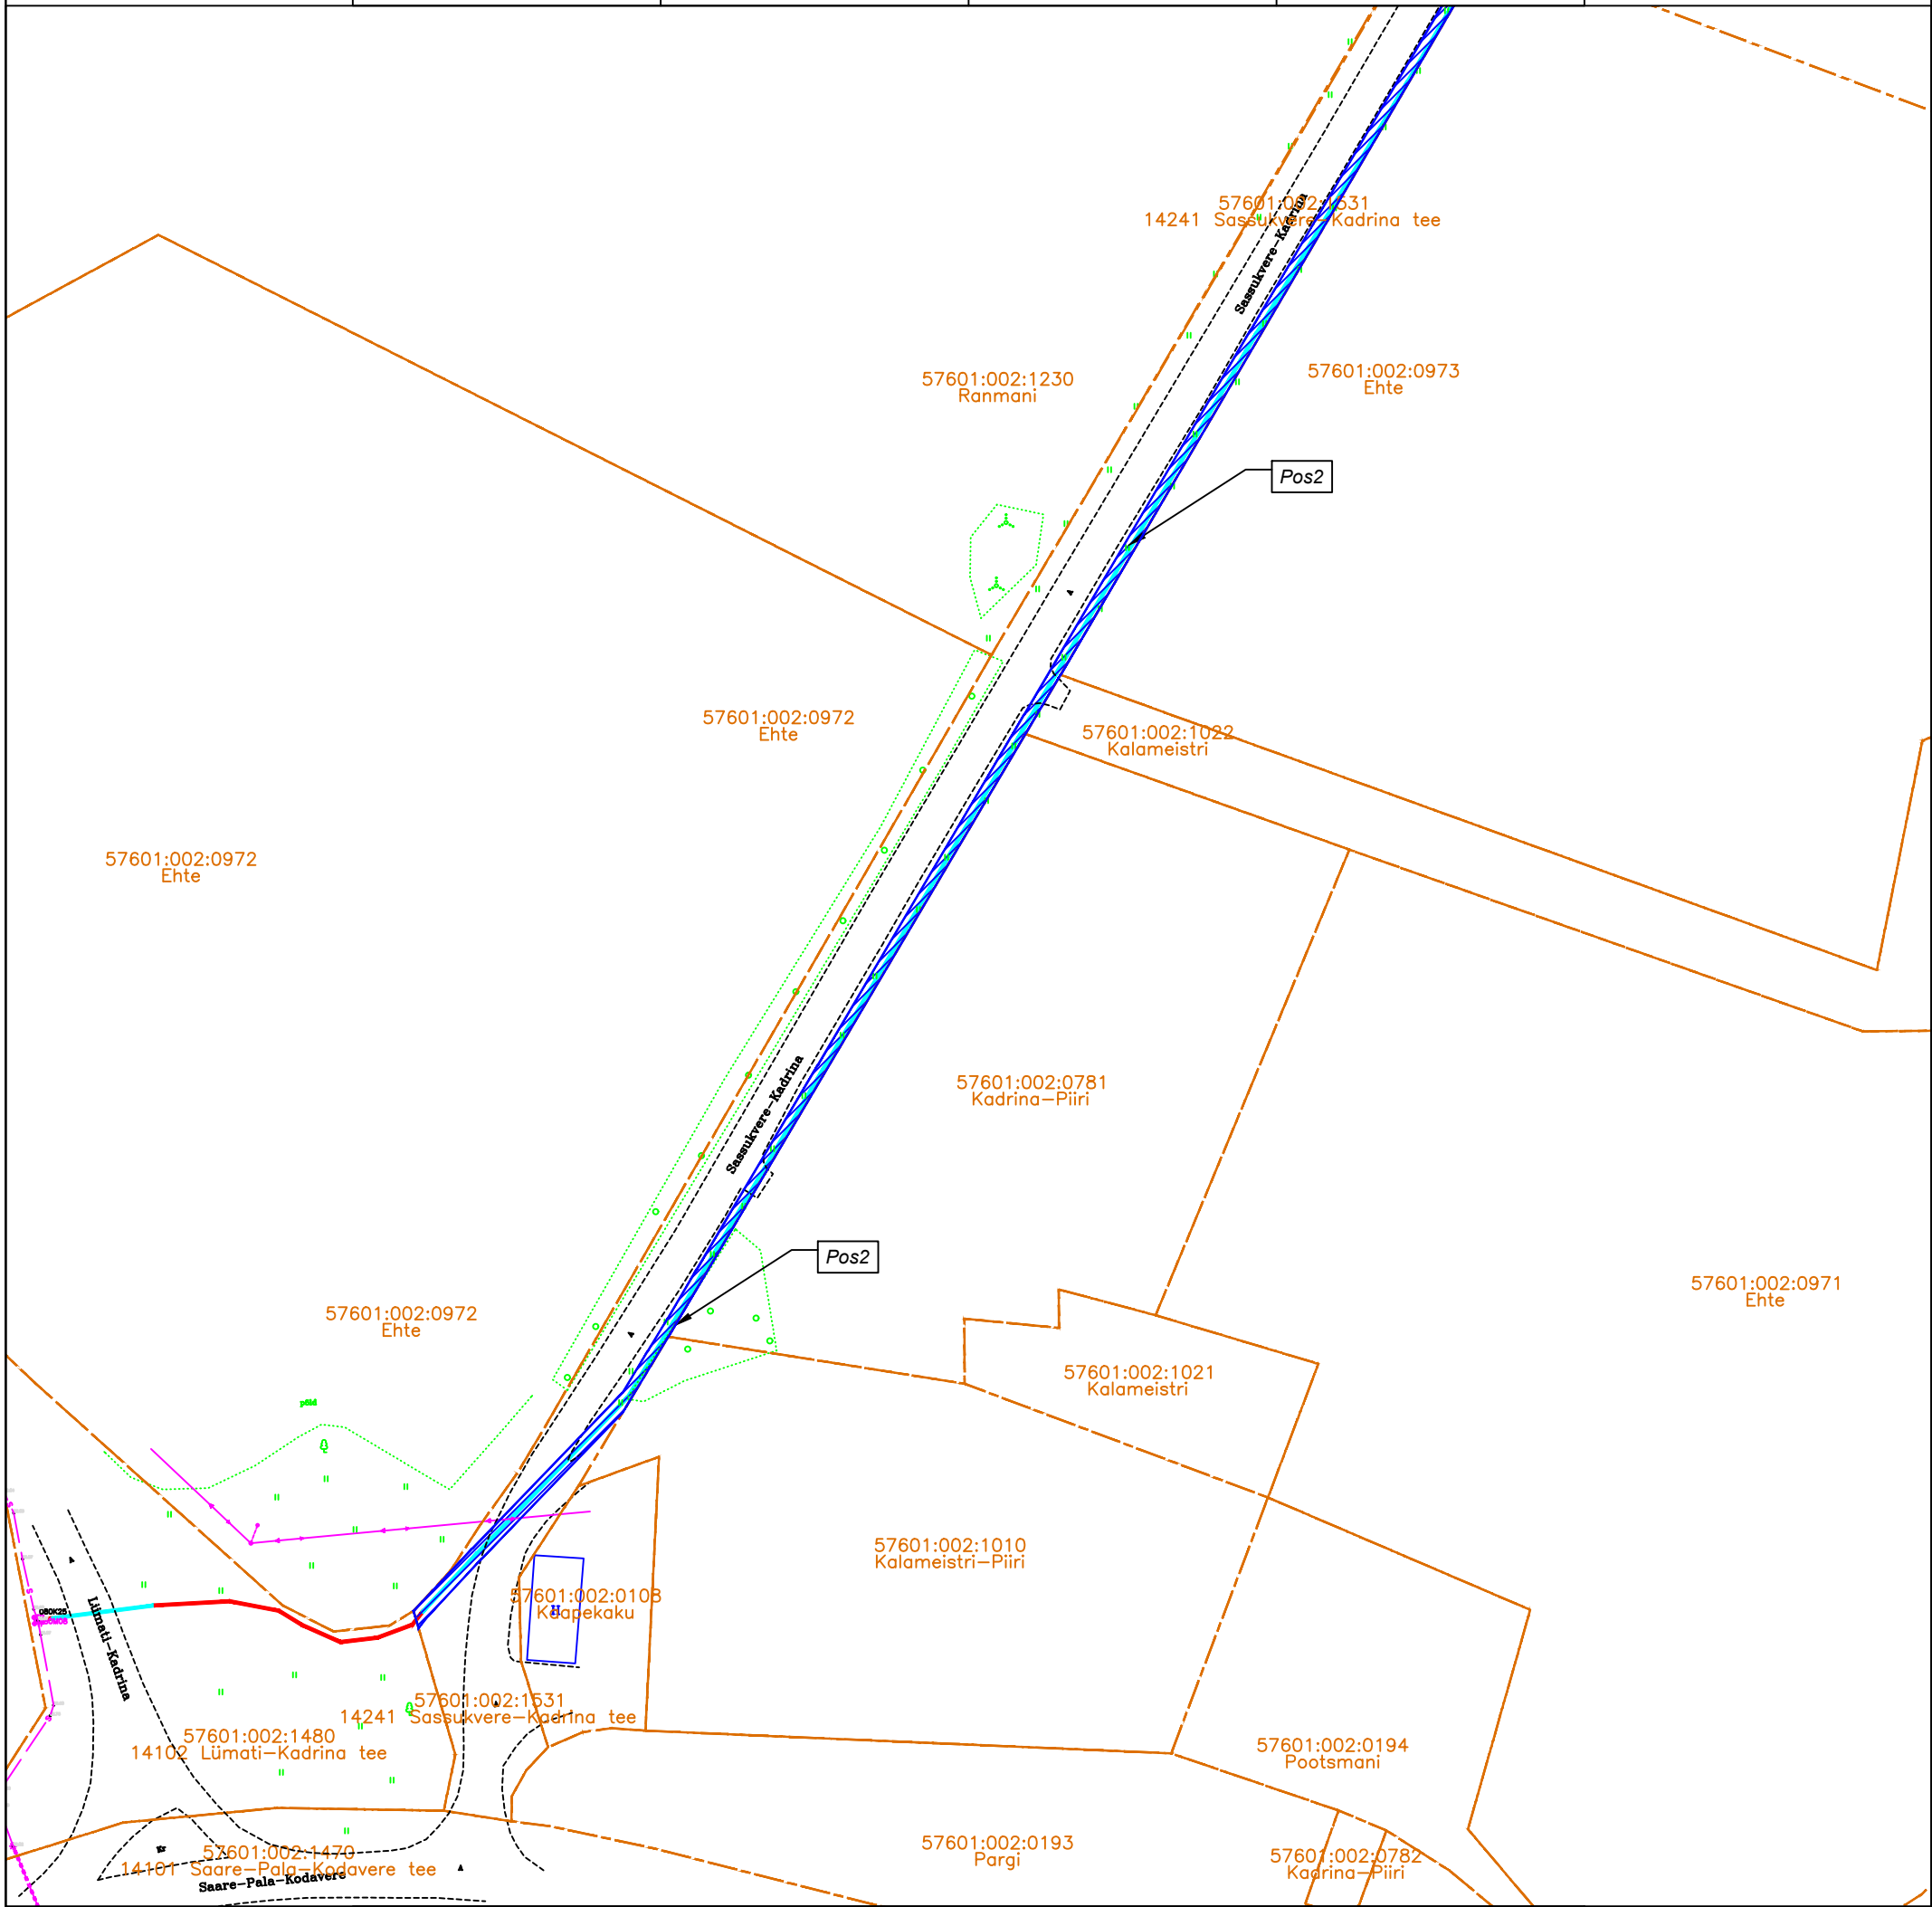 57601:002:1531
14241 Sassukvere-Kadrina tee
Sassukvere-Kadrina
57601:002:1230
Ranmani
57601:002:0973
Ehte
Pos2
57601:002:0972
Ehte
57601:002:1022
Kalameistri
57601:002:0972
Ehte
57601:002:0781
Kadrina-Piiri
Sassukvere-Kadrina
Pos2
57601:002:0971
Ehte
57601:002:0972
Ehte
57601:002:1021
Kalameistri
põld
57601:002:1010
Kalameistri-Piiri
57601:002:0108
Kaapekaku
H
Lümati-Kadrina
57601:002:1531
14241 Sassukvere-Kadrina tee
57601:002:1480
14102 Lümati-Kadrina tee
57601:002:0194
Pootsmani
57601:002:0193
Pargi
57601:002:0782
Kadrina-Piiri
Kr
57601:002:1470
14101 Saare-Pala-Kodavere tee
Saare-Pala-Kodavere